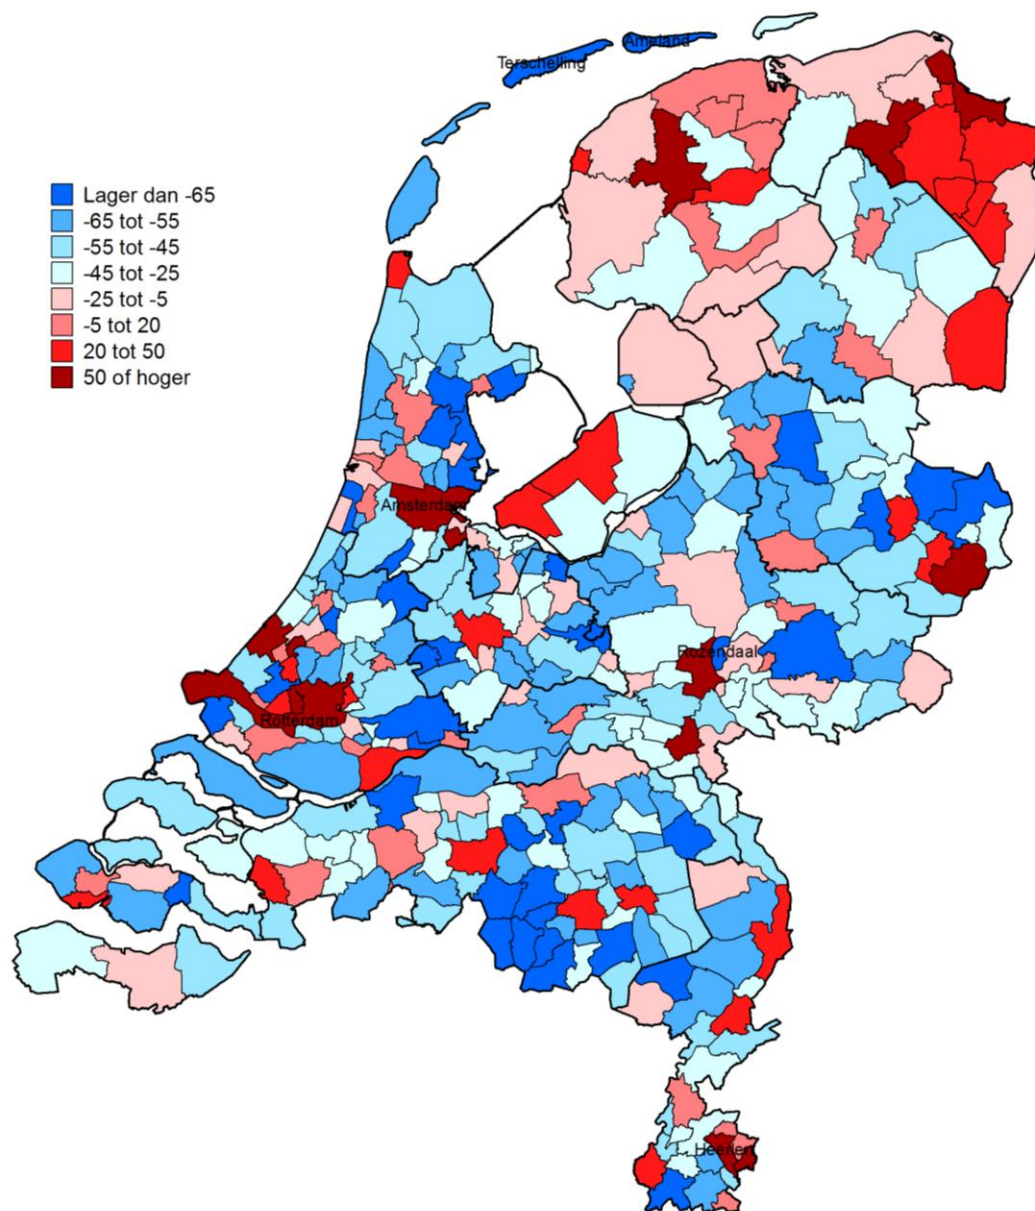 Ameland
Terschelling
Lager dan -65
-65 tot -55
-55 tot -45
-45 tot -25
-25 tot -5
-5 tot 20
20 tot 50
50 of hoger
Amsterdam
Rozendaal
Rotterdam
Heerlen